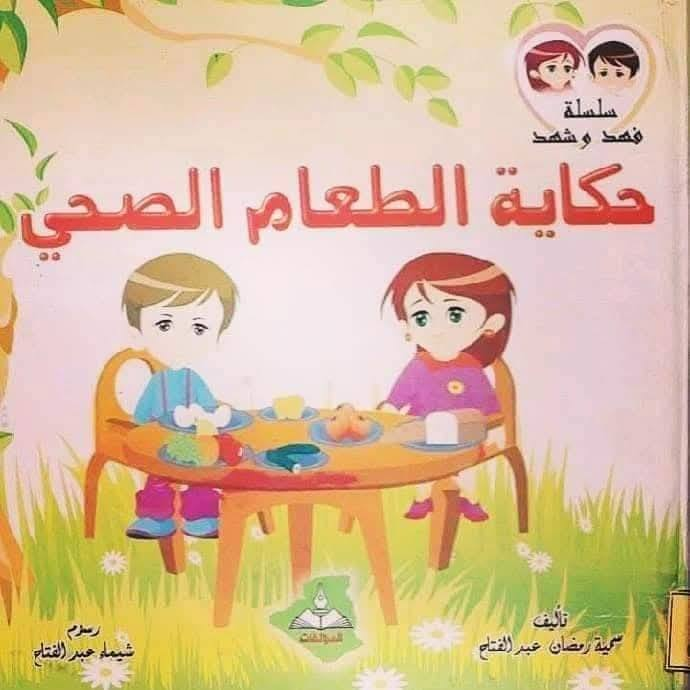 سلسلة
فهد وشهد
حكاية الطعام الصحي
تأليف
سمية رمضان عبد الفتاح
رسوم
شيماء عبد الفتاح